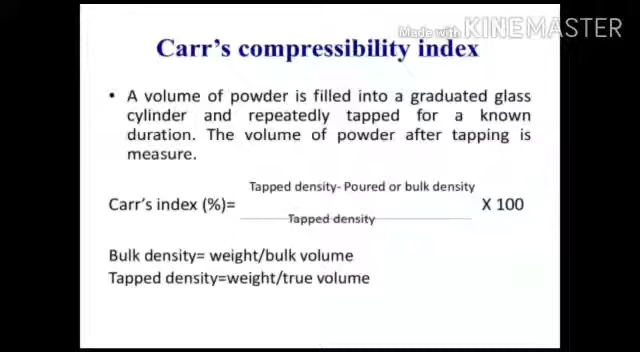 Made with KINEMASTER
Carr's compressibility index
• A volume of powder is filled into a graduated glass
cylinder and repeatedly tapped for a known
duration. The volume of powder after tapping is
measure.
Tapped density- Poured or bulk density
Carr's index (%)= X 100
Tapped density
Bulk density= weight/bulk volume
Tapped density=weight/true volume